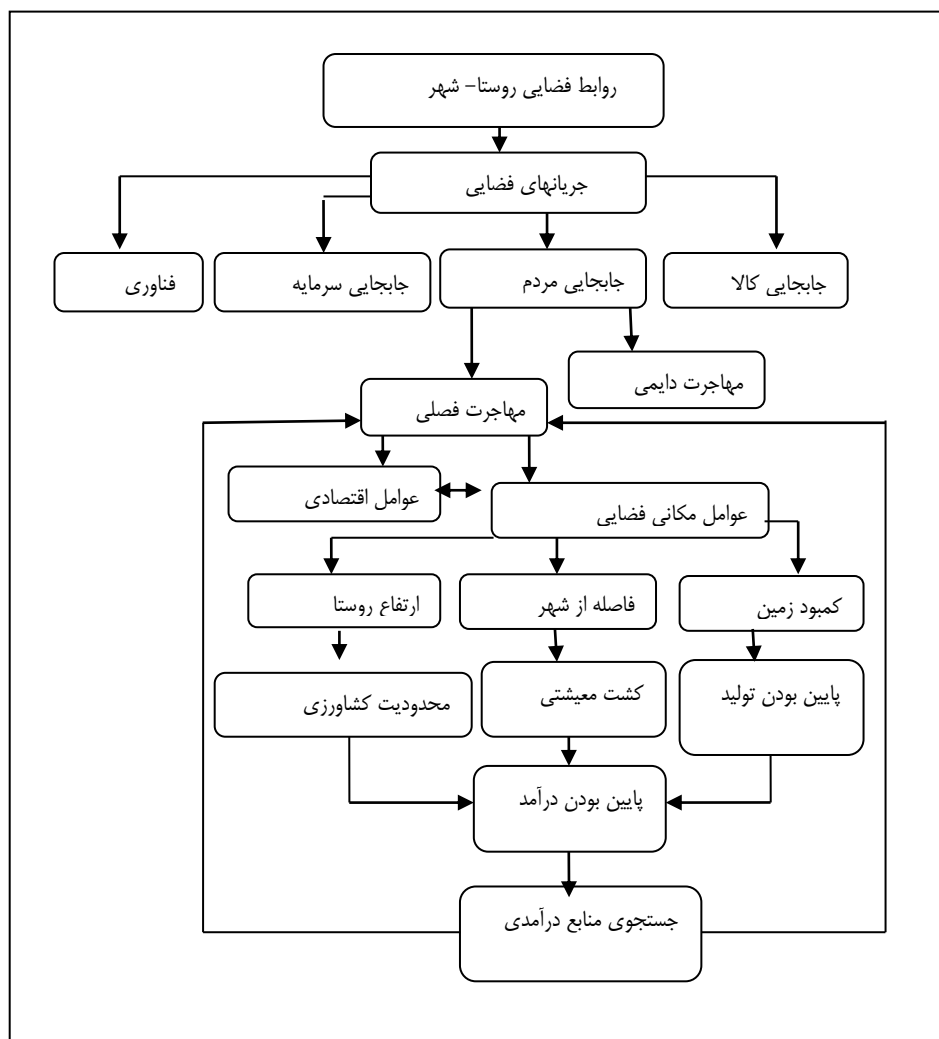 روابط فضایی روستا– شهر
جریانهای فضایی
جابجایی کالا
جابجایی مردم
جابجایی سرمایه
فناوری
مهاجرت دایمی
مهاجرت فصلی
عوامل مکانی فضایی
عوامل اقتصادی
کمبود زمین
فاصله از شهر
ارتفاع روستا
پایین بودن تولید
کشت معیشتی
محدودیت کشاورزی
پایین بودن درآمد
جستجوی منابع درآمدی